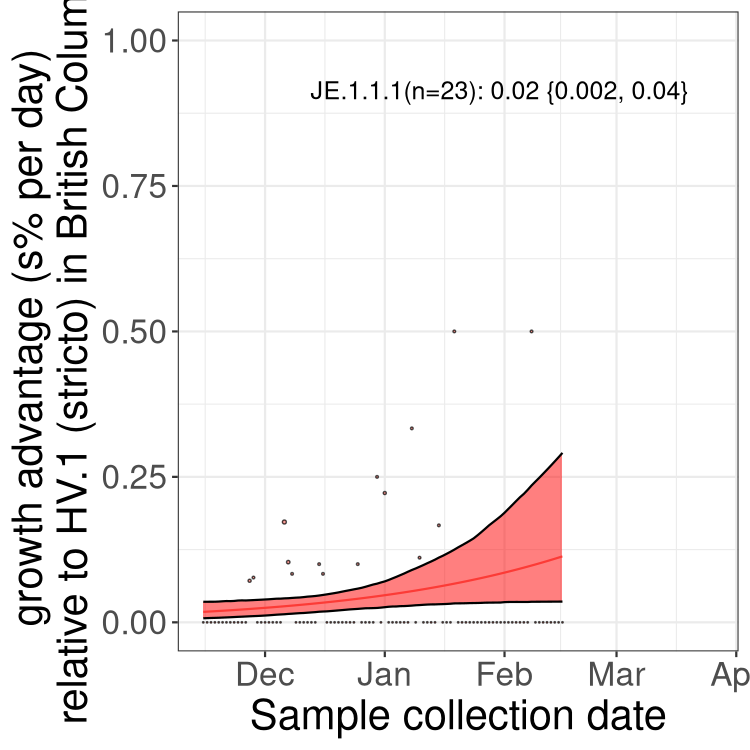 growth advantage (s% per day)
relative to HV.1 (stricto) in British Colum
1.00
0.75
0.50
0.25
0.00
JE.1.1.1(n=23): 0.02 {0.002, 0.04}
Dec Jan Feb Mar Ap
Sample collection date